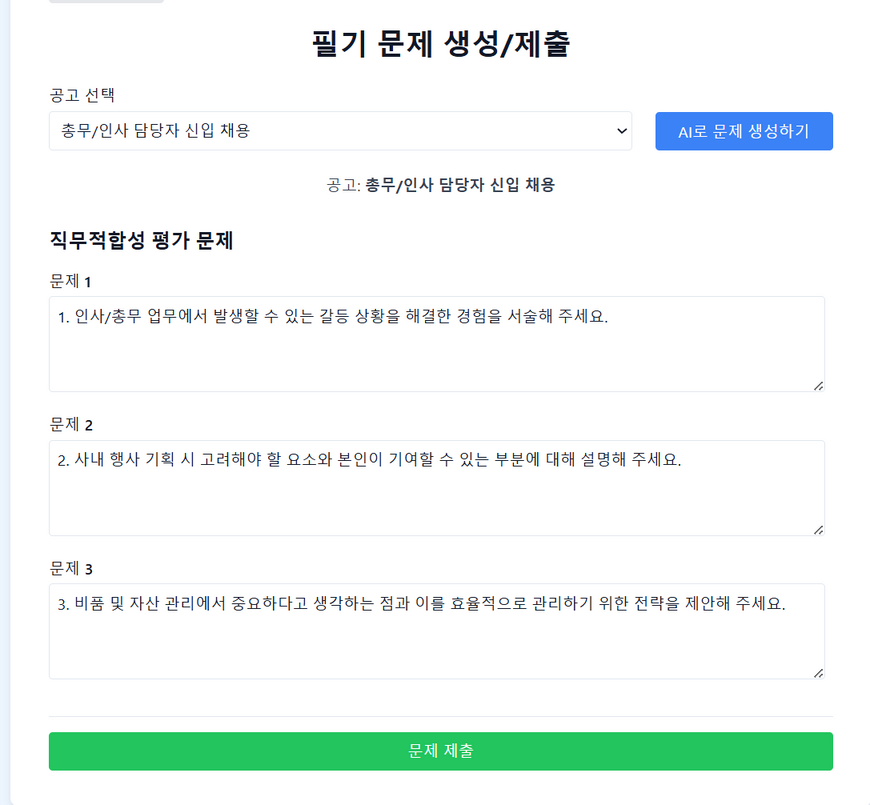 필기 문제 생성/제출
공고 선택
총무/인사 담당자 신입 채용
AI로 문제 생성하기
공고: 총무/인사 담당자 신입 채용
직무적합성 평가 문제
문제 1
1. 인사/총무 업무에서 발생할 수 있는 갈등 상황을 해결한 경험을 서술해 주세요.
문제 2
2. 사내 행사 기획 시 고려해야 할 요소와 본인이 기여할 수 있는 부분에 대해 설명해 주세요.
문제 3
3. 비품 및 자산 관리에서 중요하다고 생각하는 점과 이를 효율적으로 관리하기 위한 전략을 제안해 주세요.
문제 제출